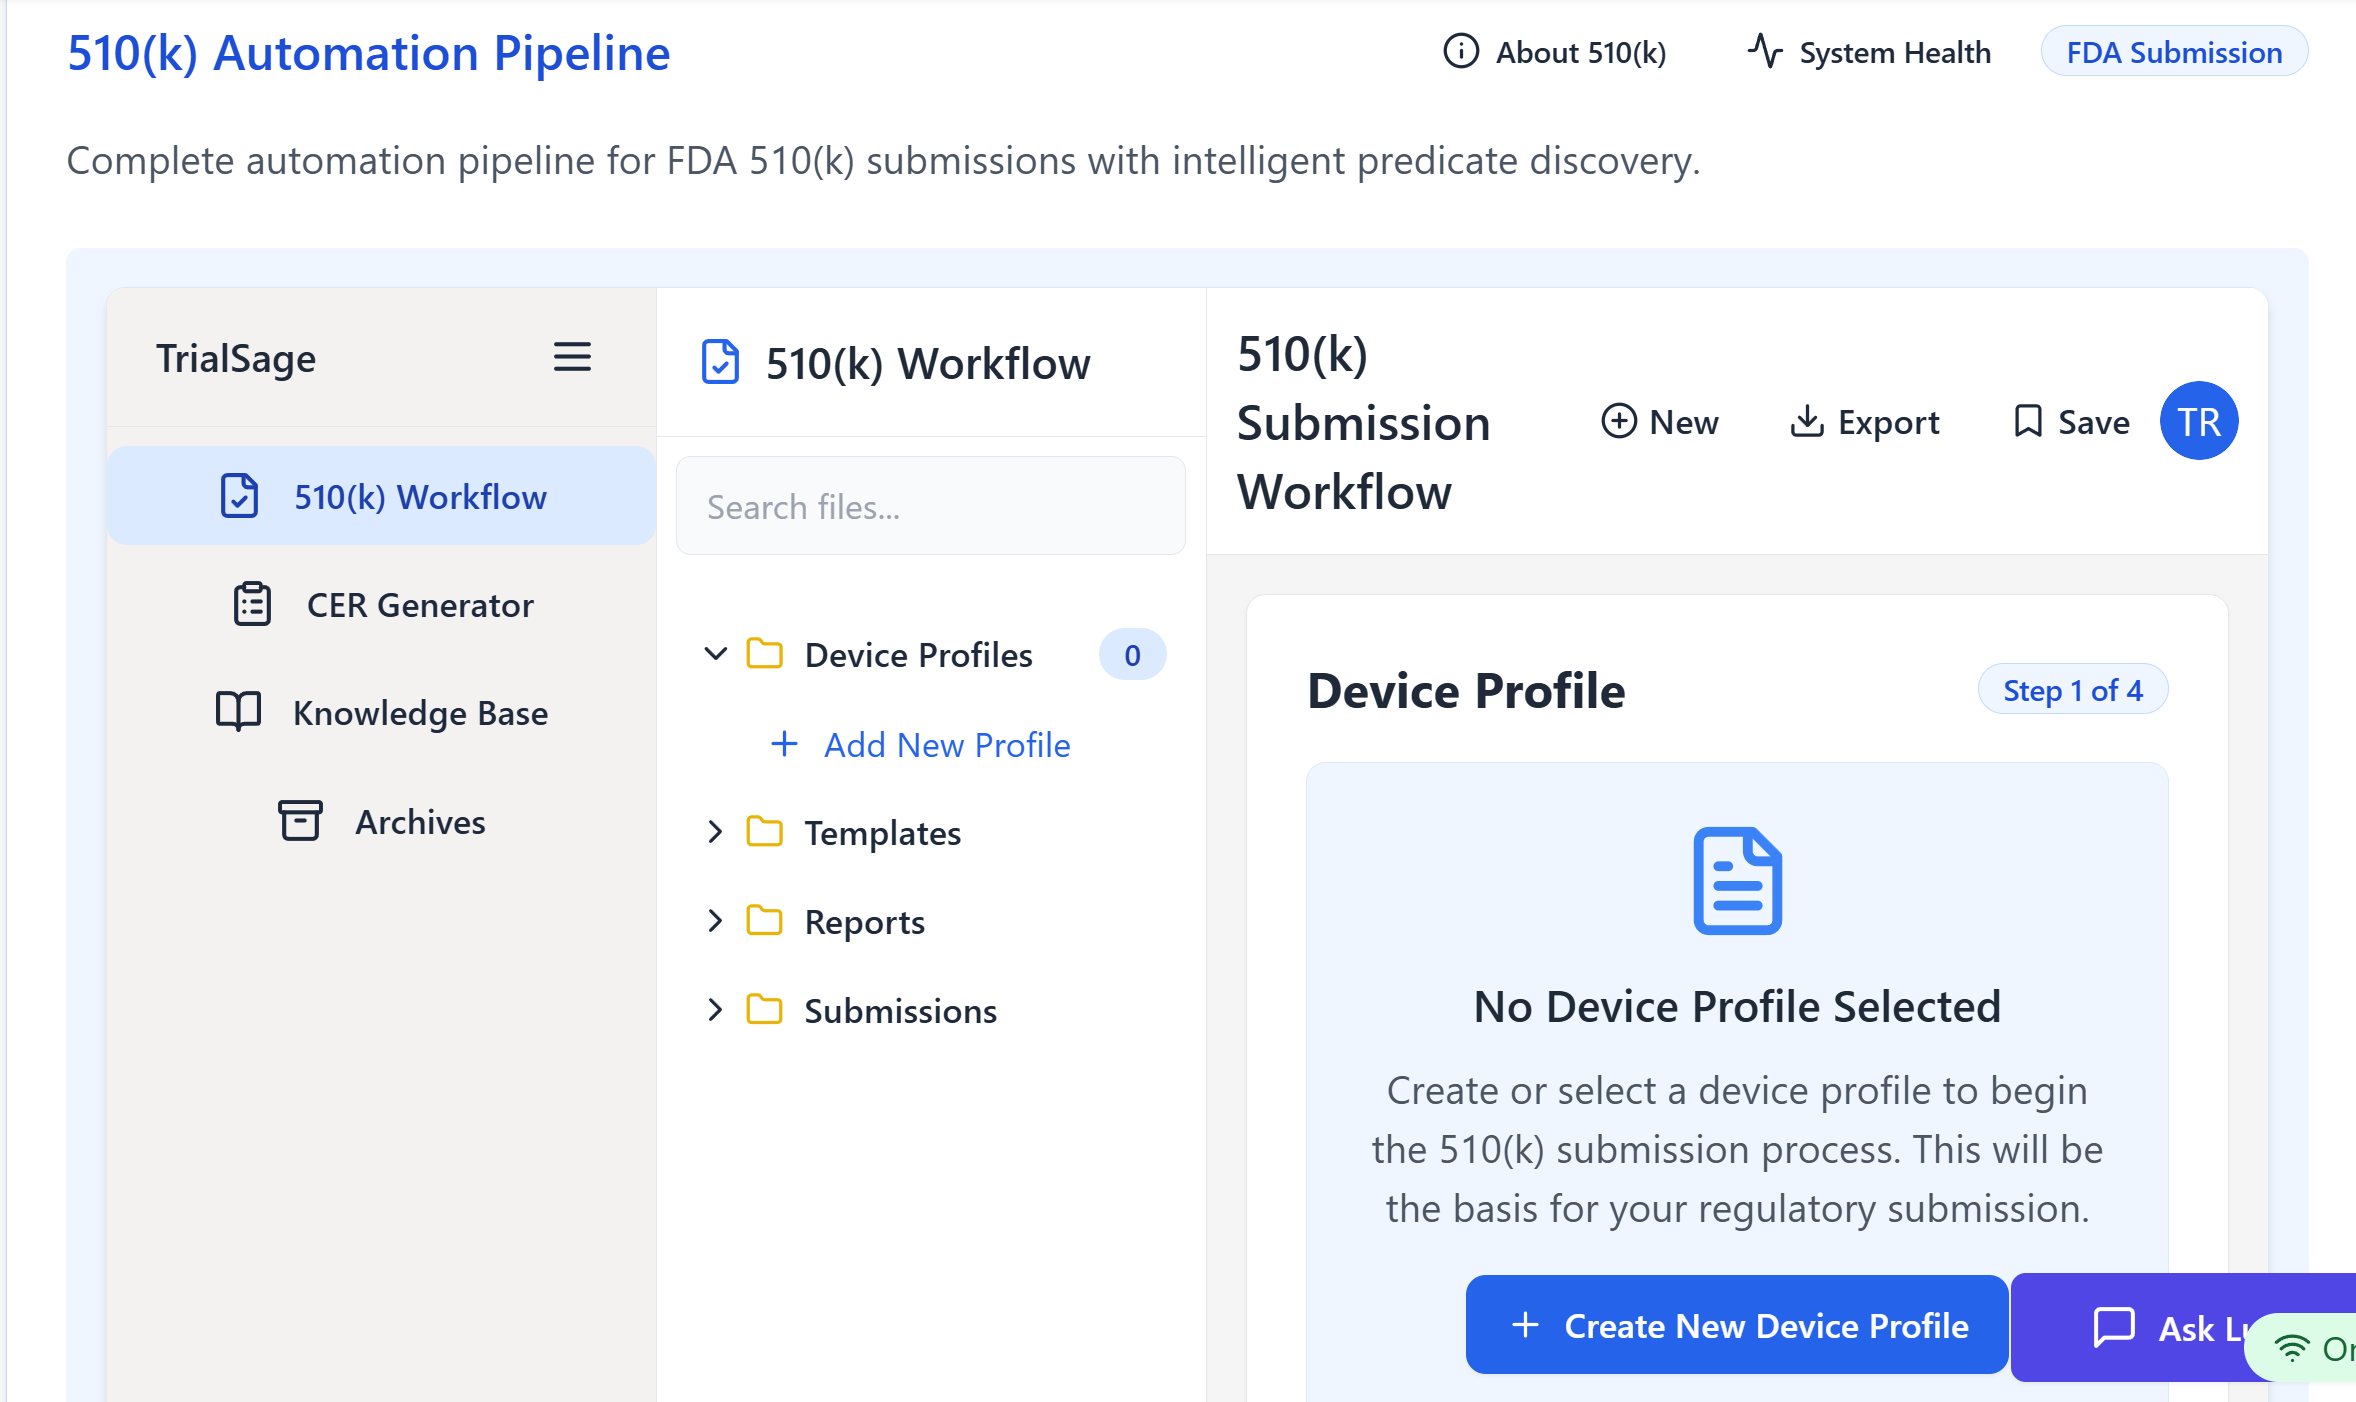 510(k) Automation Pipeline
About 510(k)
System Health
FDA Submission
Complete automation pipeline for FDA 510(k) submissions with intelligent predicate discovery.
TrialSage
510(k) Workflow
CER Generator
Knowledge Base
Archives
510(k) Workflow
Search files...
Device Profiles
0
Add New Profile
Templates
Reports
Submissions
510(k)
Submission
Workflow
New
Export
Save
TR
Device Profile
Step 1 of 4
No Device Profile Selected
Create or select a device profile to begin
the 510(k) submission process. This will be
the basis for your regulatory submission.
Create New Device Profile
Ask